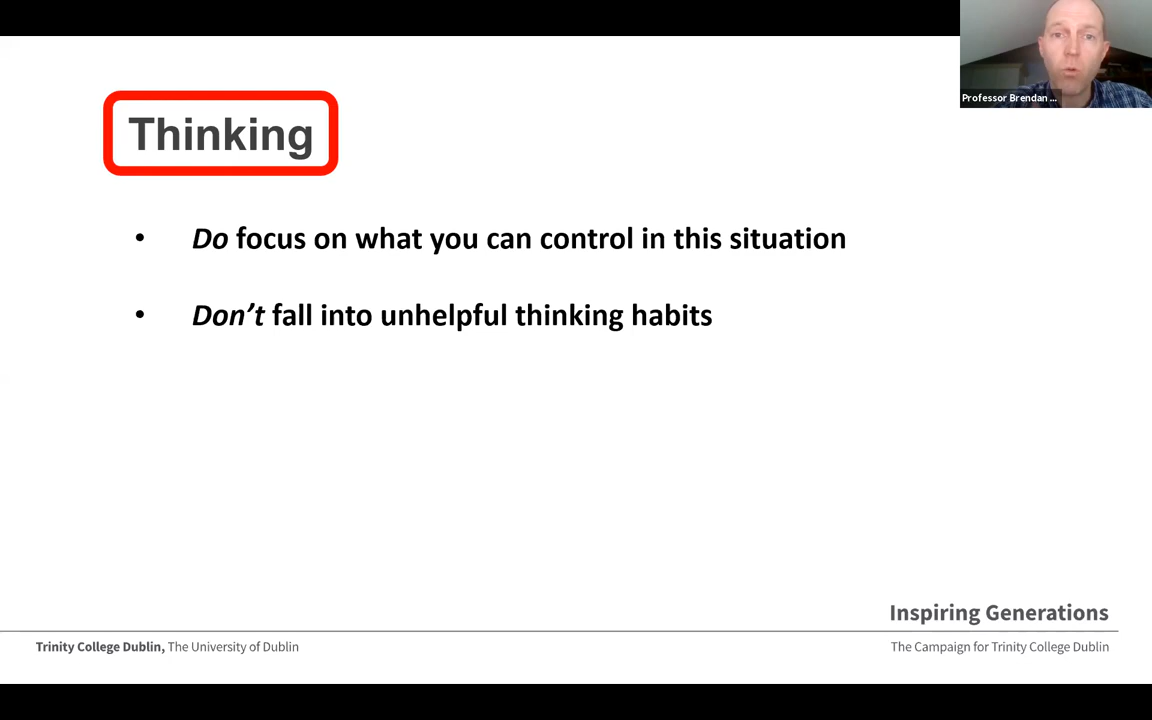 Professor Brendan ...
Thinking
• Do focus on what you can control in this situation
• Don’t fall into unhelpful thinking habits
Inspiring Generations
Trinity College Dublin, The University of Dublin
The Campaign for Trinity College Dublin